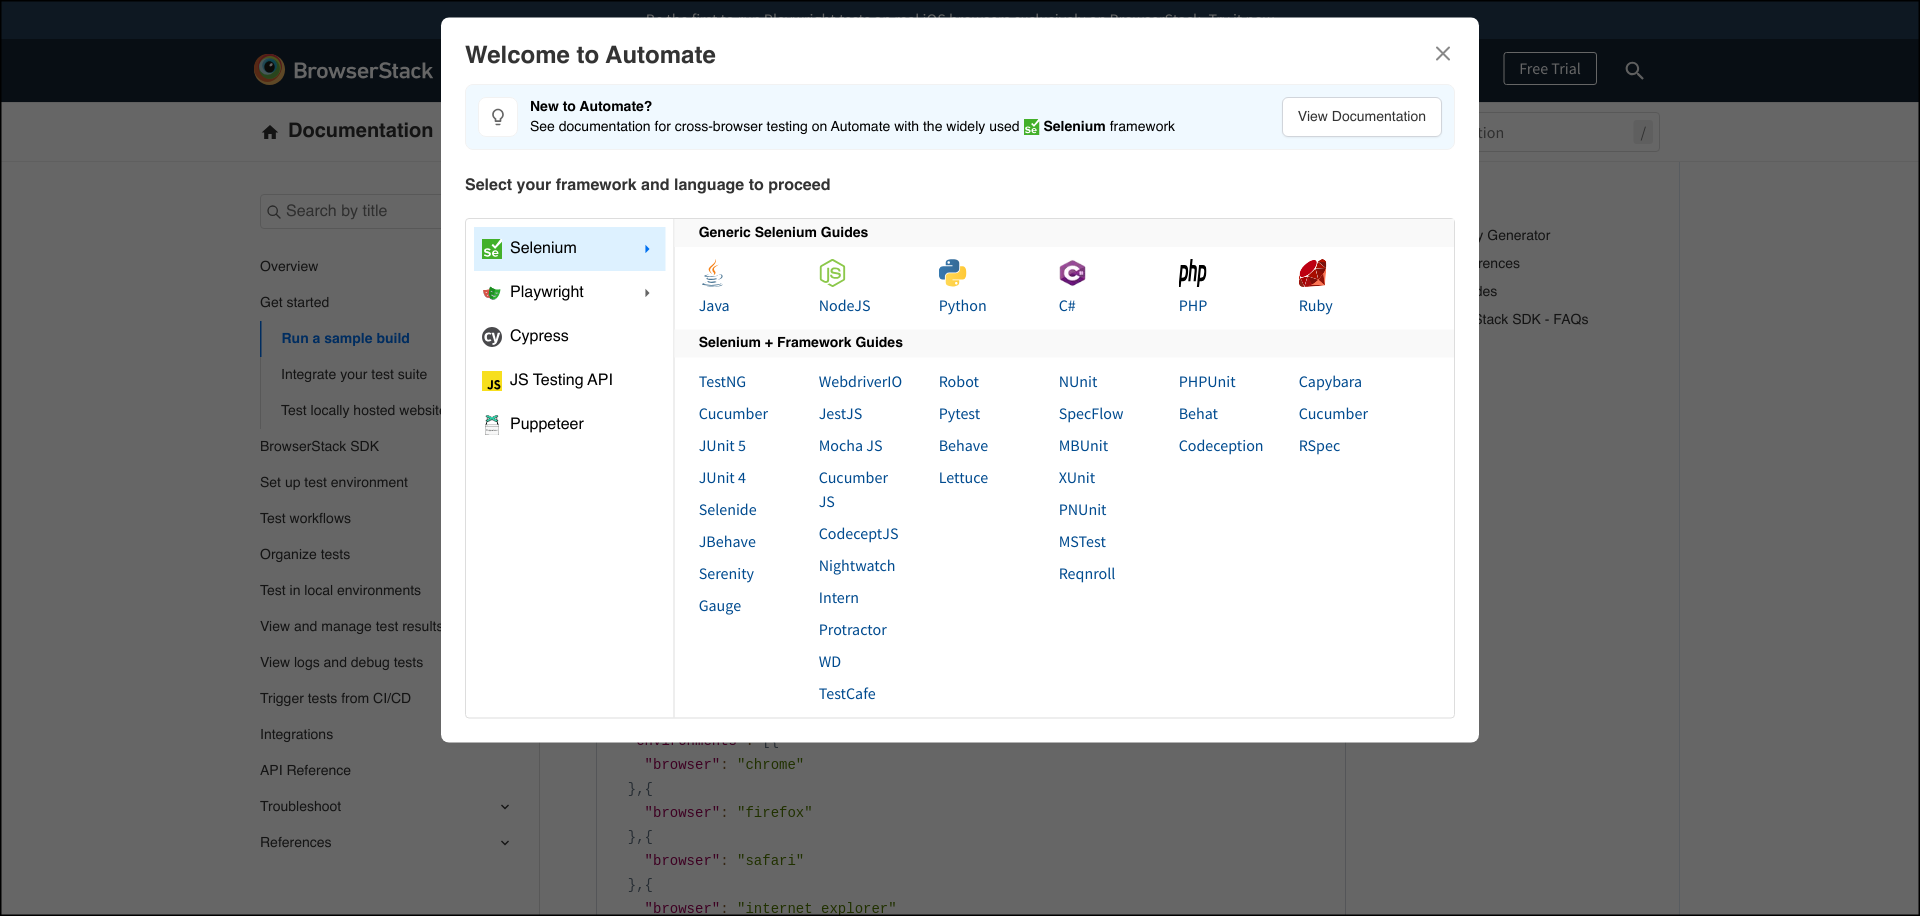 Welcome to Automate
New to Automate?
See documentation for cross-browser testing on Automate with the widely used Selenium framework
View Documentation
Select your framework and language to proceed
Selenium
Playwright
Cypress
JS Testing API
Puppeteer
Generic Selenium Guides
Java
NodeJS
Python
C#
PHP
Ruby
Selenium + Framework Guides
TestNG
Cucumber
JUnit 5
JUnit 4
Selenide
JBehave
Serenity
Gauge
WebdriverIO
JestJS
Mocha JS
Cucumber
JS
CodeceptJS
Nightwatch
Intern
Protractor
WD
TestCafe
Robot
Pytest
Behave
Lettuce
NUnit
SpecFlow
MBUnit
XUnit
PNUnit
MSTest
Reqnroll
PHPUnit
Behat
Codeception
Capybara
Cucumber
RSpec
BrowserStack
Free Trial
Documentation
/
Search by title
Overview
Get started
Run a sample build
Integrate your test suite
Test locally hosted
BrowserStack SDK
Set up test environment
Test workflows
Organize tests
Test in local environments
View and manage test results
View logs and debug tests
Trigger tests from CI/CD
Integrations
API Reference
Troubleshoot
References
Generator
Stack SDK - FAQs
"browser": "chrome"
},{
"browser": "firefox"
},{
"browser": "safari"
},{
"browser": "internet explorer"